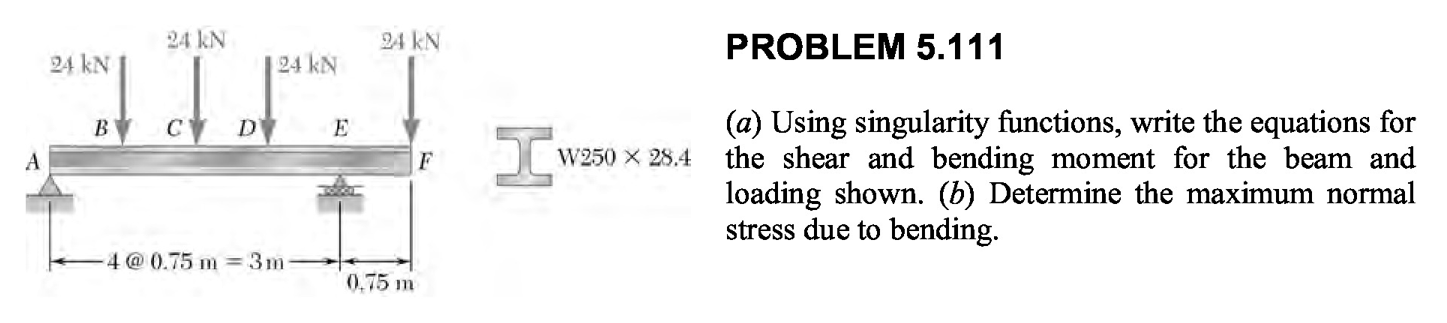 PROBLEM 5.111
(a) Using singularity functions, write the equations for
the shear and bending moment for the beam and
loading shown. (b) Determine the maximum normal
stress due to bending.
24 kN
24 kN
24 kN
24 kN
B
C
D
E
A
F
W250 × 28.4
4 @ 0.75 m = 3 m
0.75 m